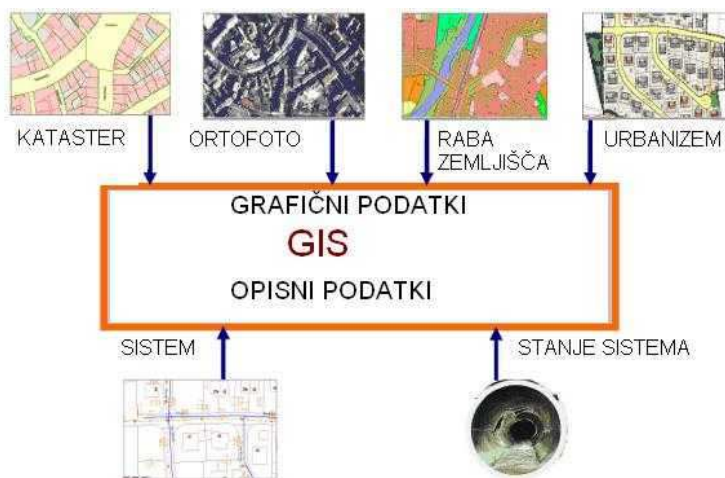 KATASTER
ORTOFOTO
RABA
ZEMLJIŠČA
URBANIZEM
GRAFIČNI PODATKI
GIS
OPISNI PODATKI
SISTEM
STANJE SISTEMA